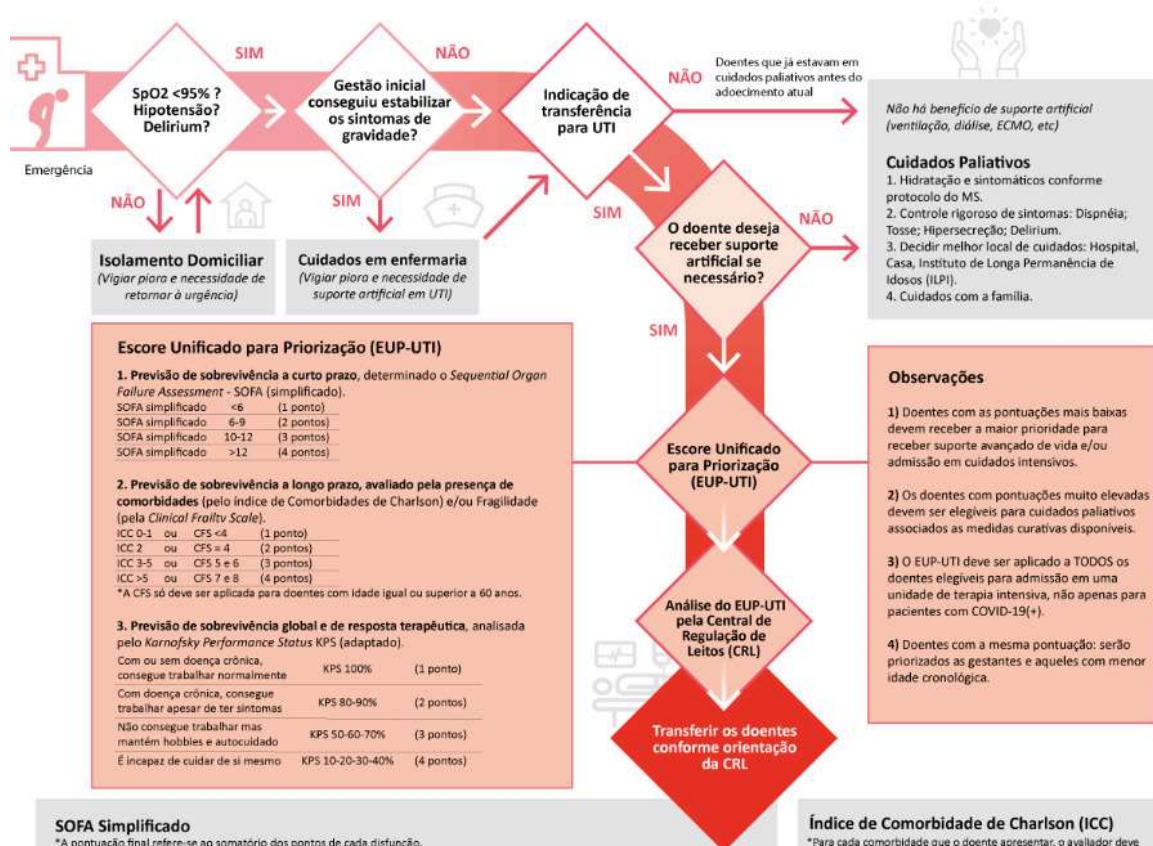 SIM
NÃO
SpO2 <95% ?
Hipotensão?
Delirium?
Gestão inicial
conseguiu estabilizar
os sintomas de
gravidade?
Indicação de
transferência
para UTI
NÃO
Doentes que já estavam em
cuidados paliativos antes do
adoecimento atual
Emergência
NÃO
SIM
SIM
Isolamento Domiciliar
(Vigiar piora e necessidade de
retornar à urgência)
Cuidados em enfermaria
(Vigiar piora e necessidade de
suporte artificial em UTI)
O doente deseja
receber suporte
artificial se
necessário?
NÃO
SIM
Não há benefício de suporte artificial
(ventilação, diálise, ECMO, etc)
Cuidados Paliativos
1. Hidratação e sintomáticos conforme
protocolo do MS.
2. Controle rigoroso de sintomas: Dispnéia;
Tosse; Hipersecreção; Delirium.
3. Decidir melhor local de cuidados: Hospital,
Casa, Instituto de Longa Permanência de
Idosos (ILPI).
4. Cuidados com a família.
Escore Unificado para Priorização (EUP-UTI)
1. Previsão de sobrevivência a curto prazo, determinado o Sequential Organ
Failure Assessment - SOFA (simplificado).
SOFA simplificado <6 (1 ponto)
SOFA simplificado 6-9 (2 pontos)
SOFA simplificado 10-12 (3 pontos)
SOFA simplificado >12 (4 pontos)
2. Previsão de sobrevivência a longo prazo, avaliado pela presença de
comorbidades (pelo índice de Comorbidades de Charlson) e/ou Fragilidade
(pela Clinical Frailty Scale).
ICC 0-1 ou CFS <4 (1 ponto)
ICC 2 ou CFS = 4 (2 pontos)
ICC 3-5 ou CFS 5 e 6 (3 pontos)
ICC >5 ou CFS 7 e 8 (4 pontos)
*A CFS só deve ser aplicada para doentes com idade igual ou superior a 60 anos.
3. Previsão de sobrevivência global e de resposta terapêutica, analisada
pelo Karnofsky Performance Status KPS (adaptado).
Com ou sem doença crônica,
consegue trabalhar normalmente KPS 100% (1 ponto)
Com doença crônica, consegue
trabalhar apesar de ter sintomas KPS 80-90% (2 pontos)
Não consegue trabalhar mas
mantém hobbies e autocuidado KPS 50-60-70% (3 pontos)
É incapaz de cuidar de si mesmo KPS 10-20-30-40% (4 pontos)
Escore Unificado
para Priorização
(EUP-UTI)
Análise do EUP-UTI
pela Central de
Regulação de
Leitos (CRL)
Transferir os doentes
conforme orientação
da CRL
Observações
1) Doentes com as pontuações mais baixas
devem receber a maior prioridade para
receber suporte avançado de vida e/ou
admissão em cuidados intensivos.
2) Os doentes com pontuações muito elevadas
devem ser elegíveis para cuidados paliativos
associados as medidas curativas disponíveis.
3) O EUP-UTI deve ser aplicado a TODOS os
doentes elegíveis para admissão em uma
unidade de terapia intensiva, não apenas para
pacientes com COVID-19(+).
4) Doentes com a mesma pontuação: serão
priorizados as gestantes e aqueles com menor
idade cronológica.
SOFA Simplificado
*A pontuação final refere-se ao somatório dos pontos de cada disfunção.
Índice de Comorbidade de Charlson (ICC)
*Para cada comorbidade que o doente apresentar, o avaliador deve